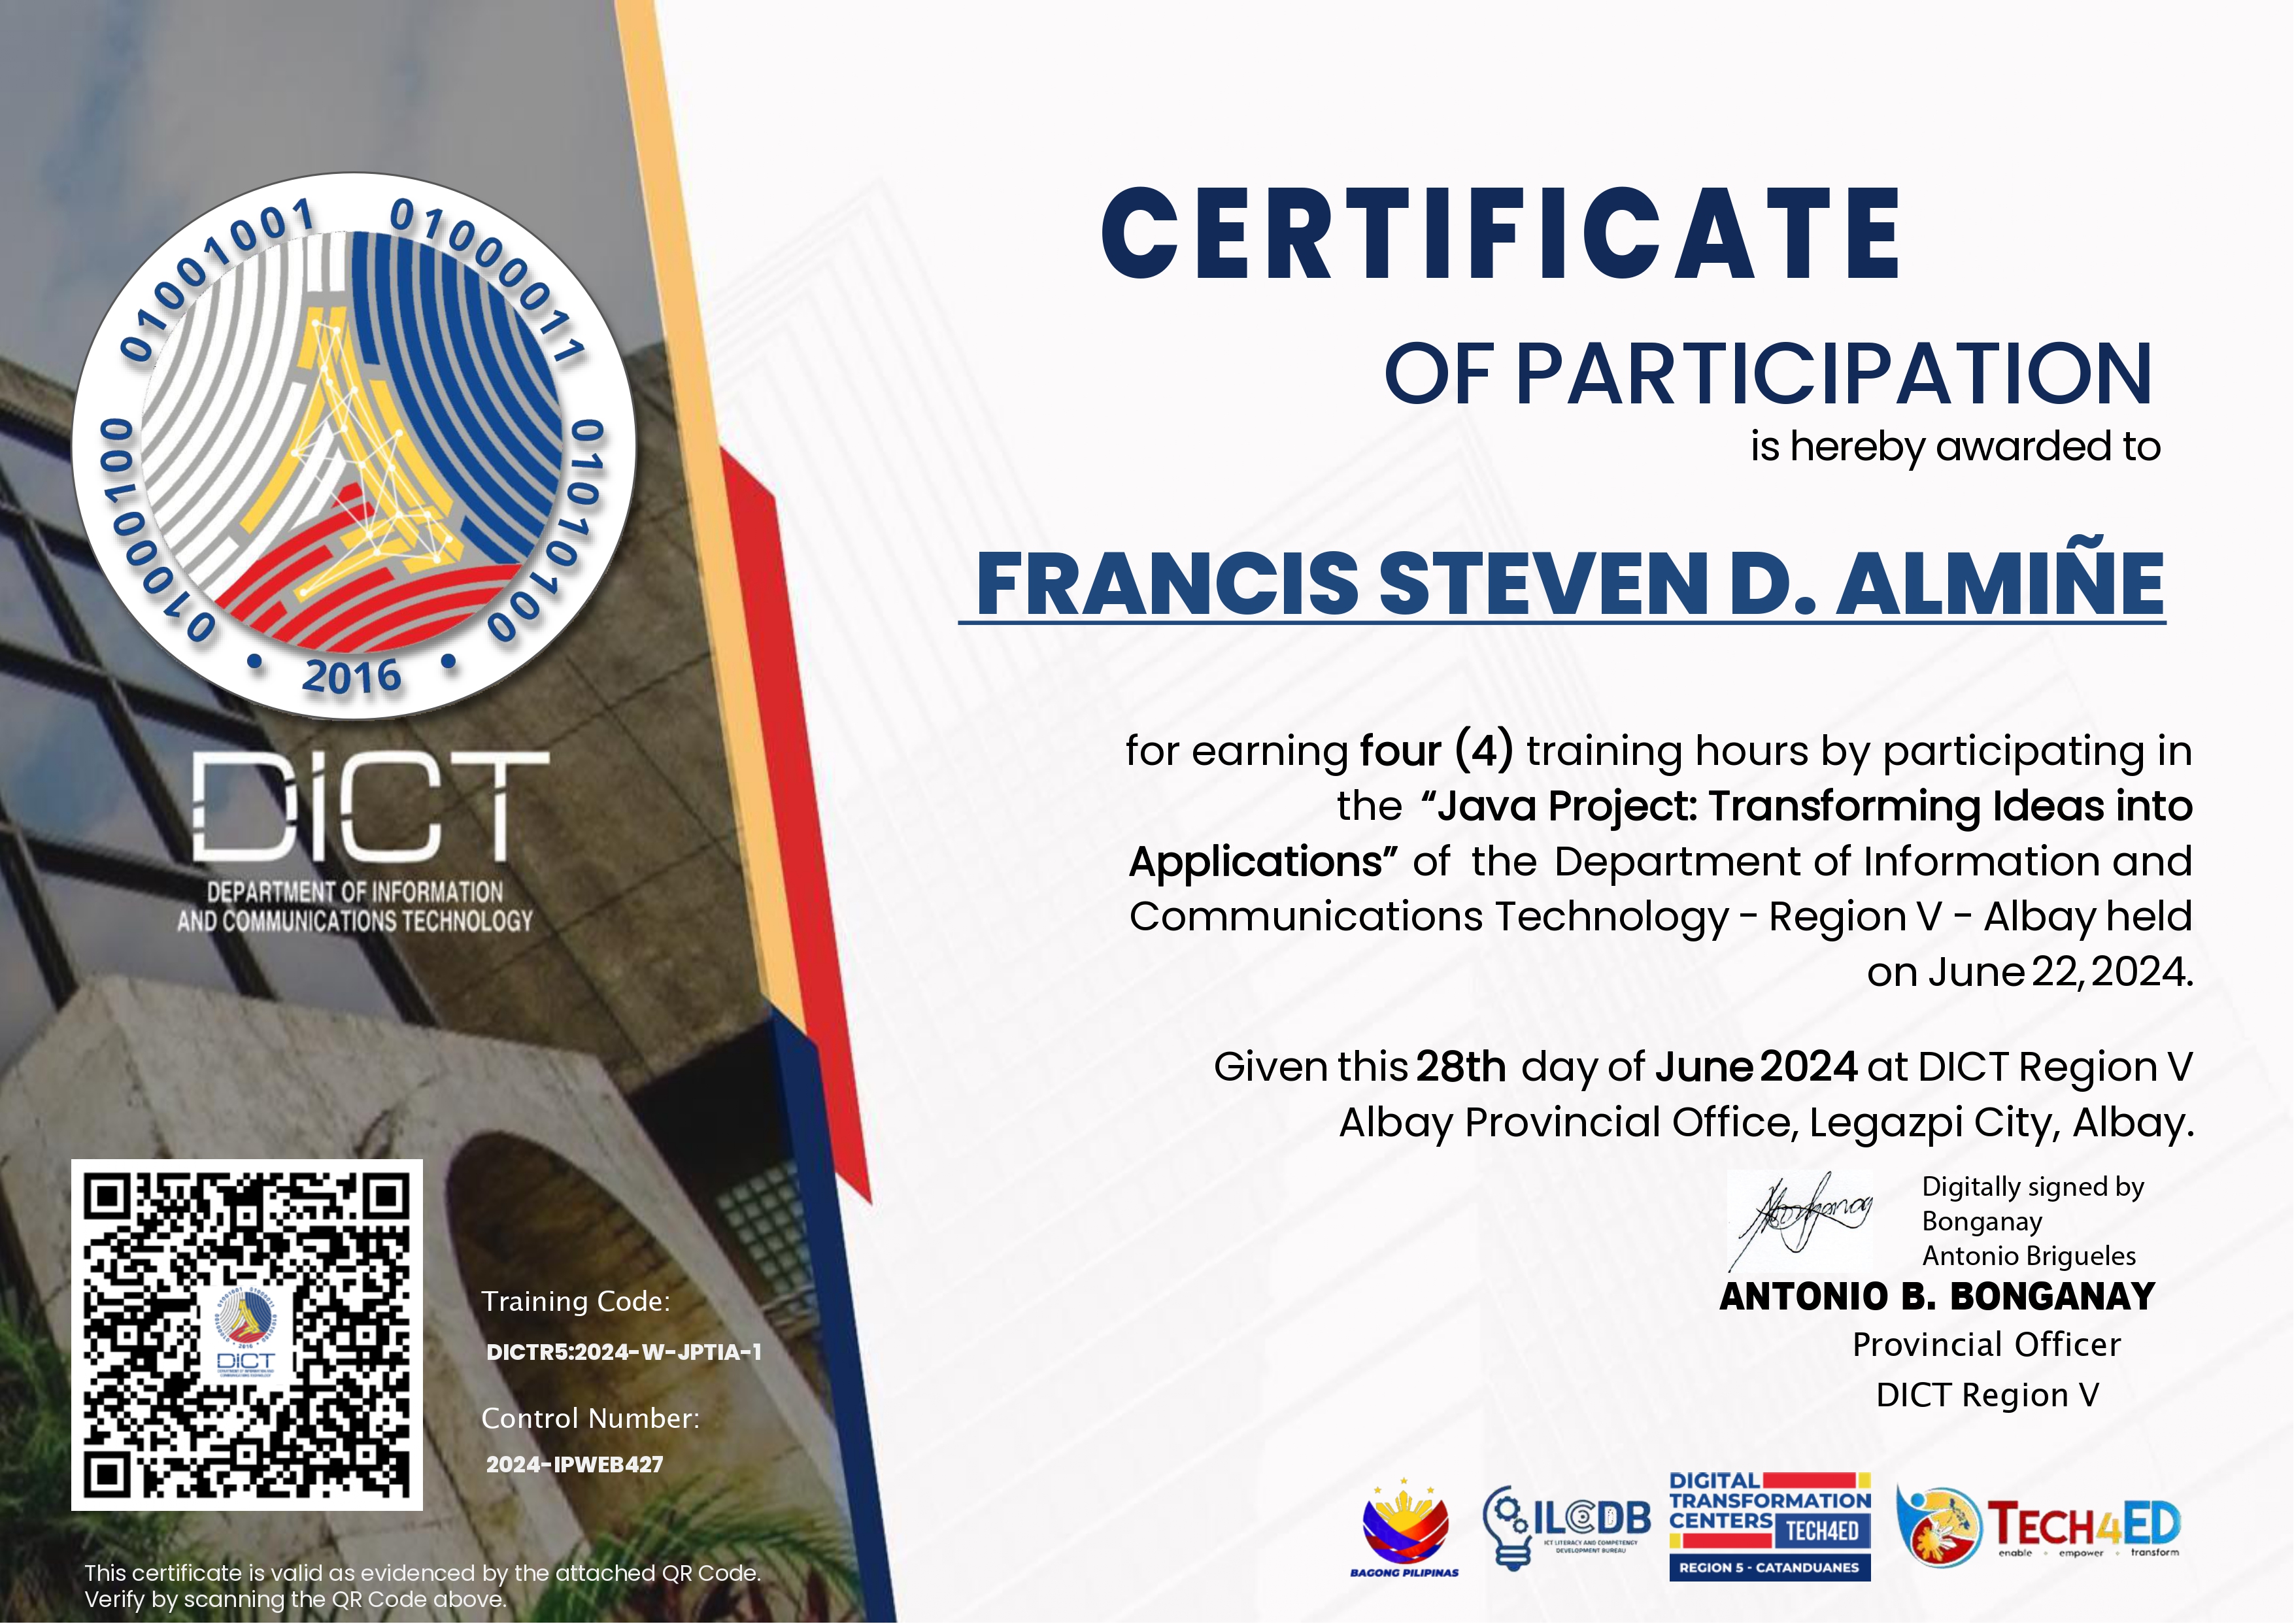 01001001 01000011
01000100 01010100
• 2016 •
DICT
DEPARTMENT OF INFORMATION
AND COMMUNICATIONS TECHNOLOGY
CERTIFICATE
OF PARTICIPATION
is hereby awarded to
FRANCIS STEVEN D. ALMIÑE
for earning four (4) training hours by participating in
the “Java Project: Transforming Ideas into
Applications” of the Department of Information and
Communications Technology - Region V - Albay held
on June 22, 2024.
Given this 28th day of June 2024 at DICT Region V
Albay Provincial Office, Legazpi City, Albay.
Digitally signed by
Bonganay
Antonio Brigueles
ANTONIO B. BONGANAY
Provincial Officer
DICT Region V
Training Code:
DICTR5:2024-W-JPTIA-1
Control Number:
2024-IPWEB427
DICT
This certificate is valid as evidenced by the attached QR Code.
Verify by scanning the QR Code above.
BAGONG PILIPINAS
ILCDB
ICT LITERACY AND COMPETENCY
DEVELOPMENT BUREAU
DIGITAL
TRANSFORMATION
CENTERS TECH4ED
REGION 5 - CATANDUANES
TECH4ED
enable • empower • transform